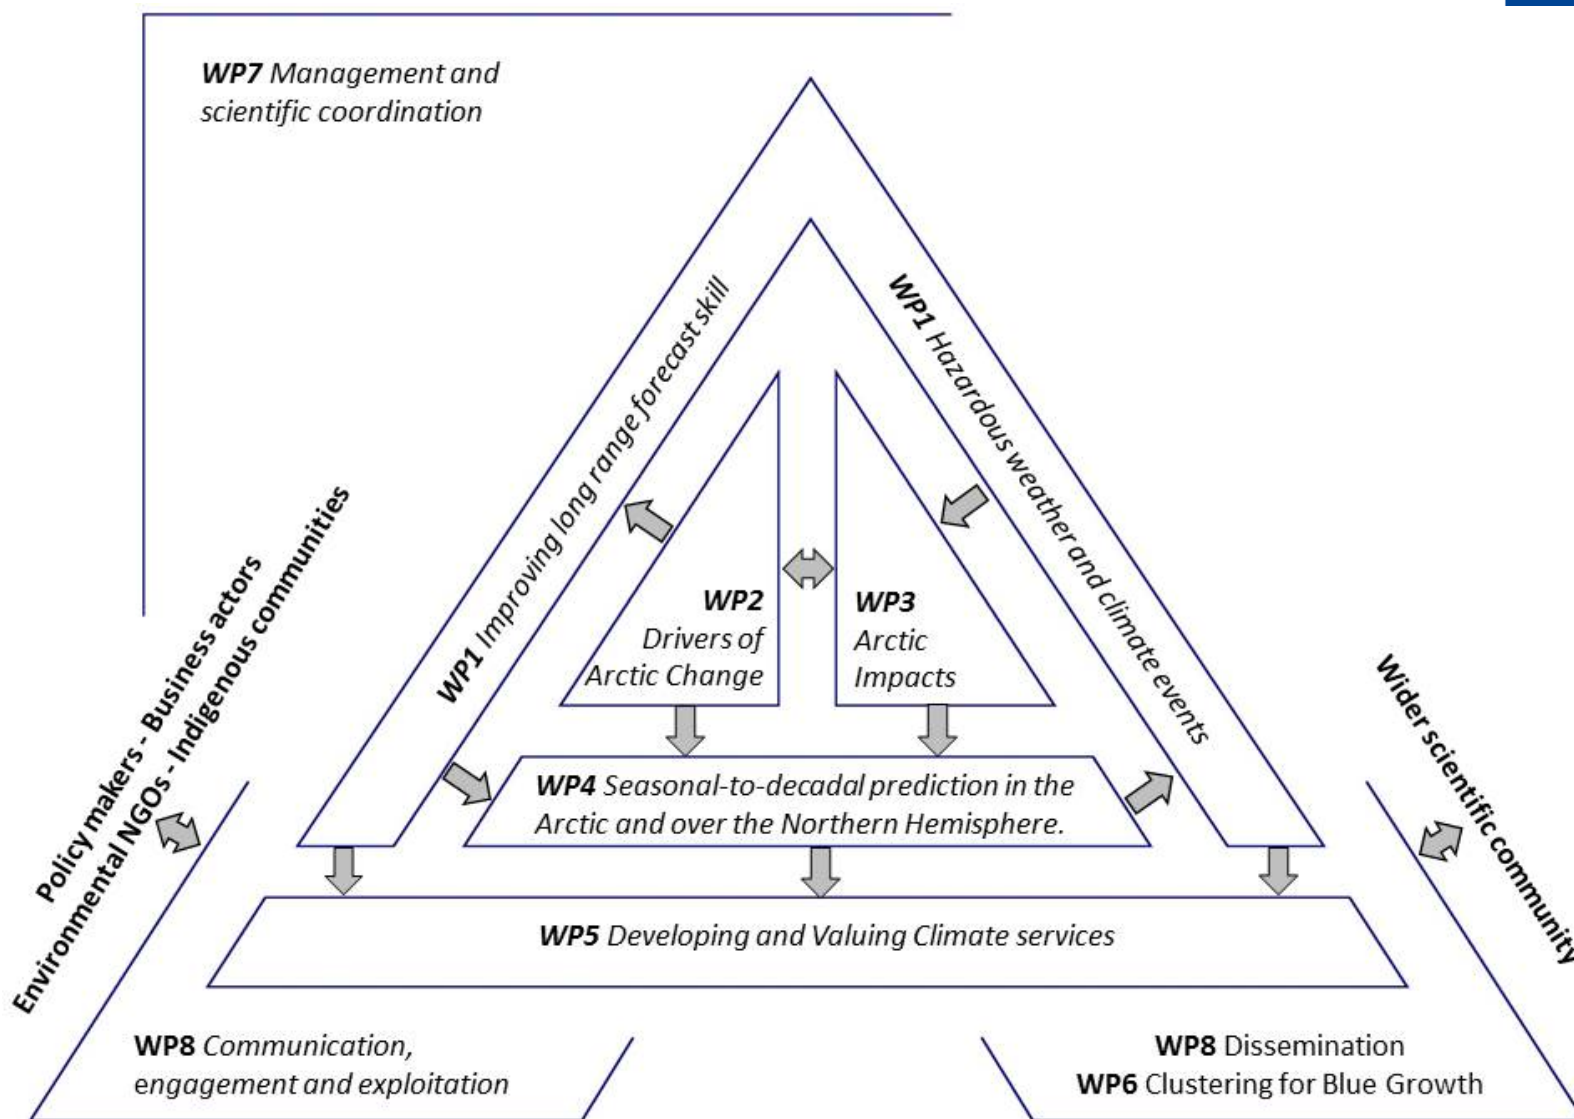 WP7 Management and
scientific coordination
WP1 Improving long range forecast skill
WP1 Hazardous weather and climate events
WP2
Drivers of
Arctic Change
WP3
Arctic
Impacts
Policy makers - Business actors
Environmental NGOs - Indigenous communities
Wider scientific community
WP4 Seasonal-to-decadal prediction in the
Arctic and over the Northern Hemisphere.
WP5 Developing and Valuing Climate services
WP8 Communication,
engagement and exploitation
WP8 Dissemination
WP6 Clustering for Blue Growth